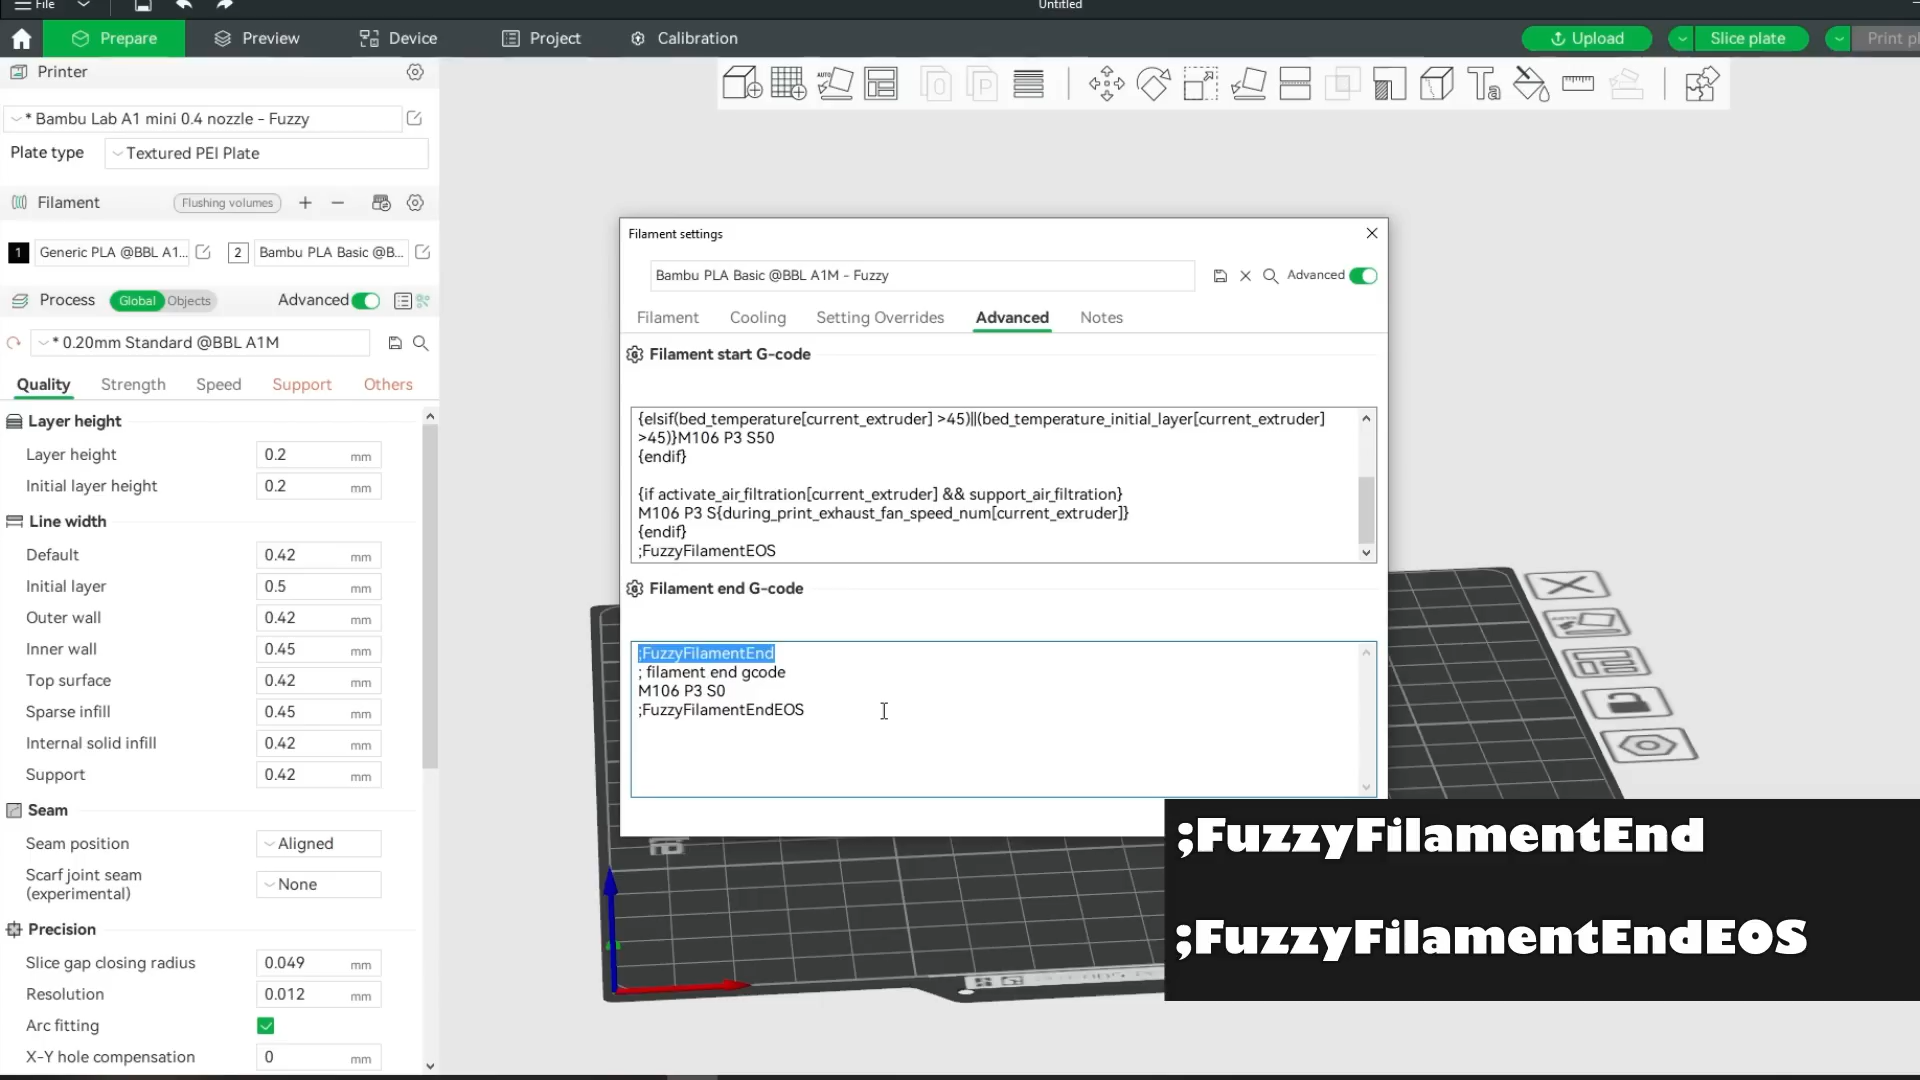 File
Untitled
Prepare
Preview
Device
Project
Calibration
Upload
Slice plate
Print pl
Printer
* Bambu Lab A1 mini 0.4 nozzle - Fuzzy
Plate type
Textured PEI Plate
Filament
Flushing volumes
1
Generic PLA @BBL A1...
2
Bambu PLA Basic @B...
Process
Global
Objects
Advanced
* 0.20mm Standard @BBL A1M
Quality
Strength
Speed
Support
Others
Layer height
Layer height
0.2
mm
Initial layer height
0.2
mm
Line width
Default
0.42
mm
Initial layer
0.5
mm
Outer wall
0.42
mm
Inner wall
0.45
mm
Top surface
0.42
mm
Sparse infill
0.45
mm
Internal solid infill
0.42
mm
Support
0.42
mm
Seam
Seam position
Aligned
Scarf joint seam
(experimental)
None
Precision
Slice gap closing radius
0.049
mm
Resolution
0.012
mm
Arc fitting
X-Y hole compensation
0
mm
AUTO
Filament settings
Bambu PLA Basic @BBL A1M - Fuzzy
Advanced
Filament
Cooling
Setting Overrides
Advanced
Notes
Filament start G-code
{elsif(bed_temperature[current_extruder] >45)||(bed_temperature_initial_layer[current_extruder]
>45)}M106 P3 S50
{endif}
{if activate_air_filtration[current_extruder] && support_air_filtration}
M106 P3 S{during_print_exhaust_fan_speed_num[current_extruder]}
{endif}
;FuzzyFilamentEOS
Filament end G-code
;FuzzyFilamentEnd
; filament end gcode
M106 P3 S0
;FuzzyFilamentEndEOS
;FuzzyFilamentEnd
;FuzzyFilamentEndEOS